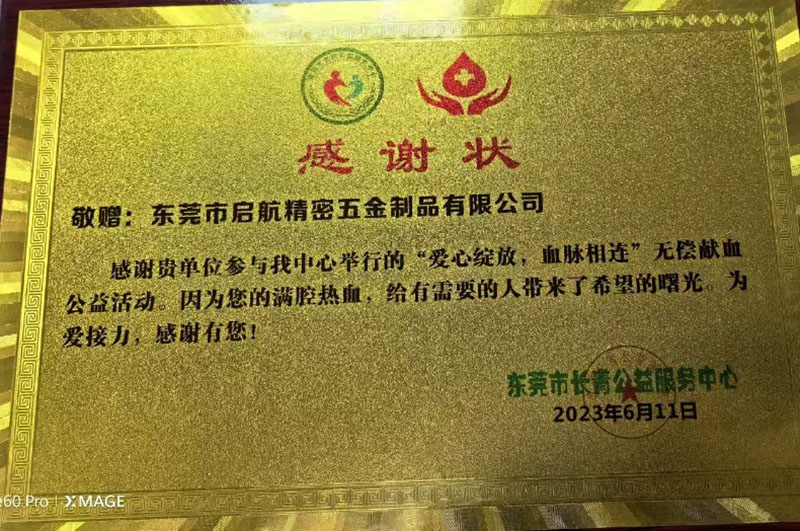 感谢状
敬赠：东莞市启航精密五金制品有限公司
感谢贵单位参与我中心举行的“爱心绽放，血脉相连”无偿献血
公益活动。因为您的满腔热血，给有需要的人带来了希望的曙光。为
爱接力，感谢有您！
东莞市长青公益服务中心
2023年6月11日
e60 Pro | XMAGE